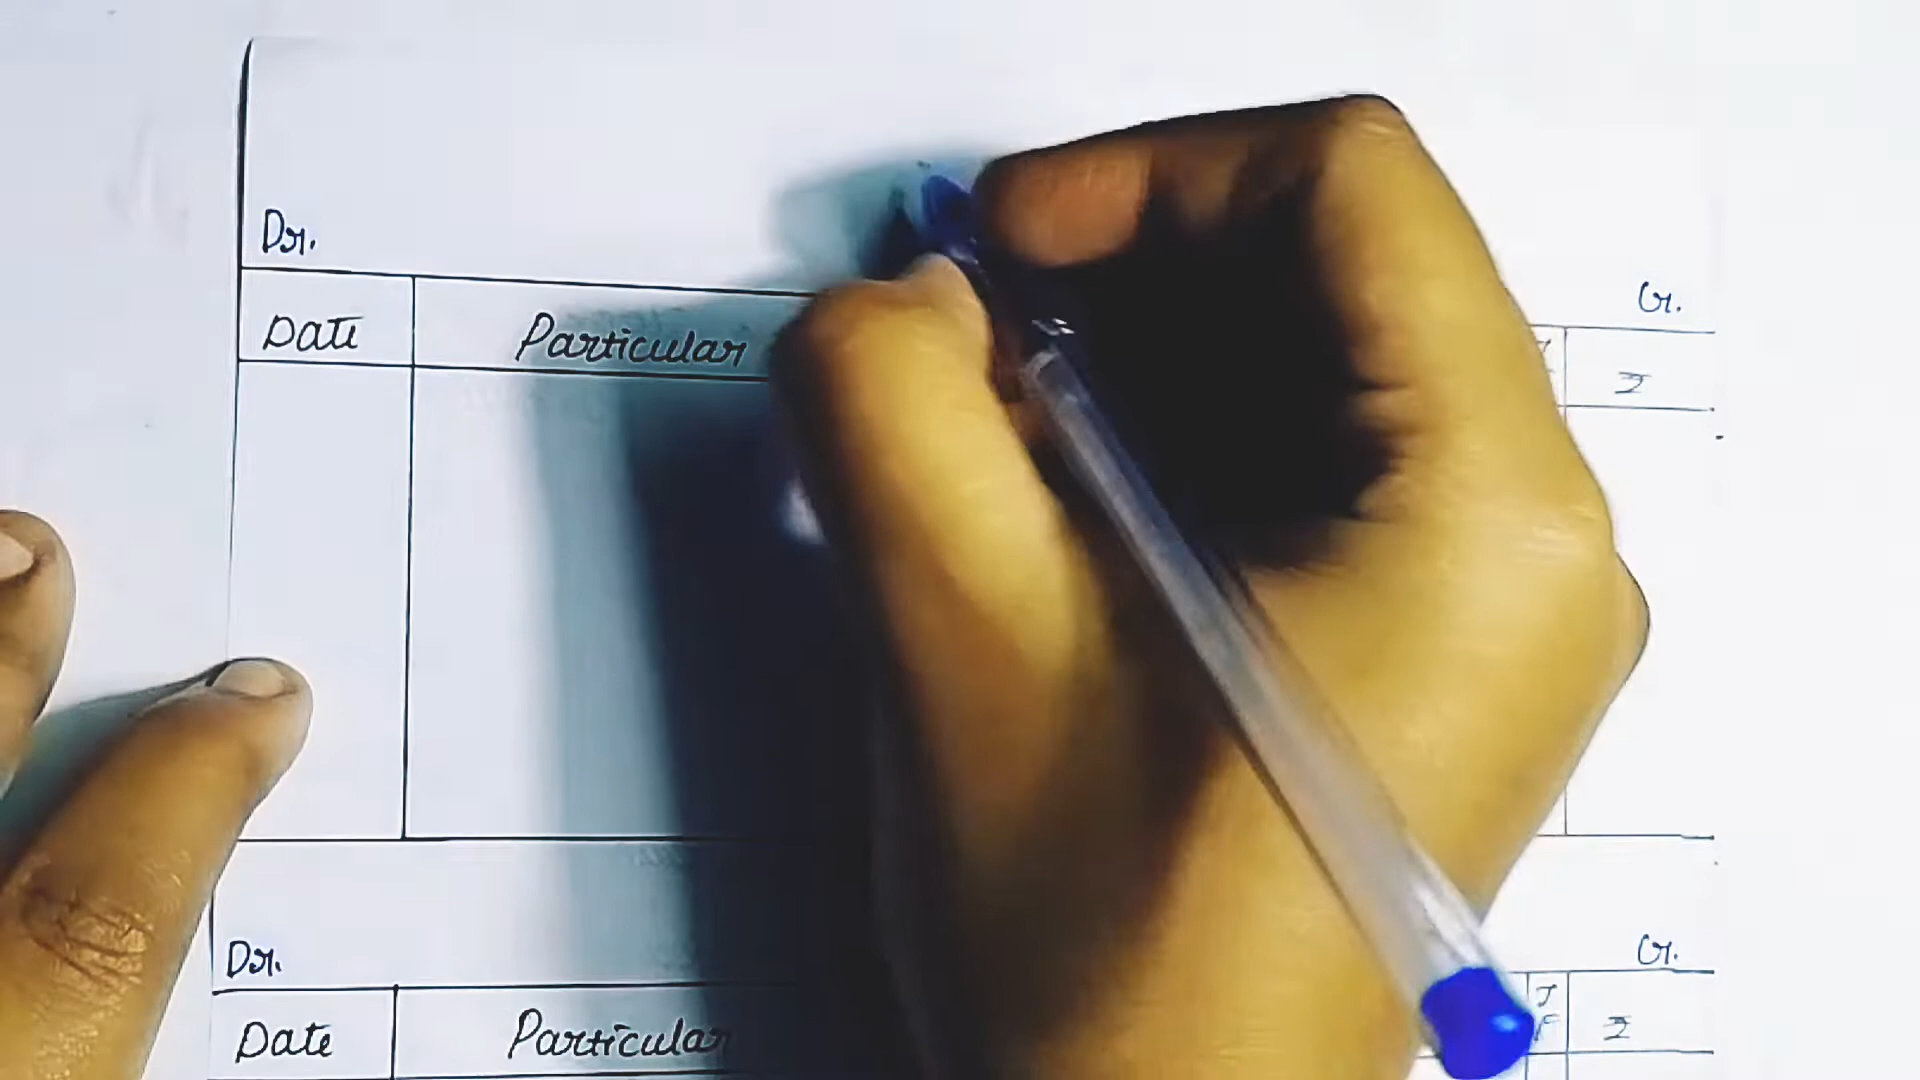 Dr.
Cr.
Date Particular ₹
Dr.
Cr.
J
Date Particular F ₹